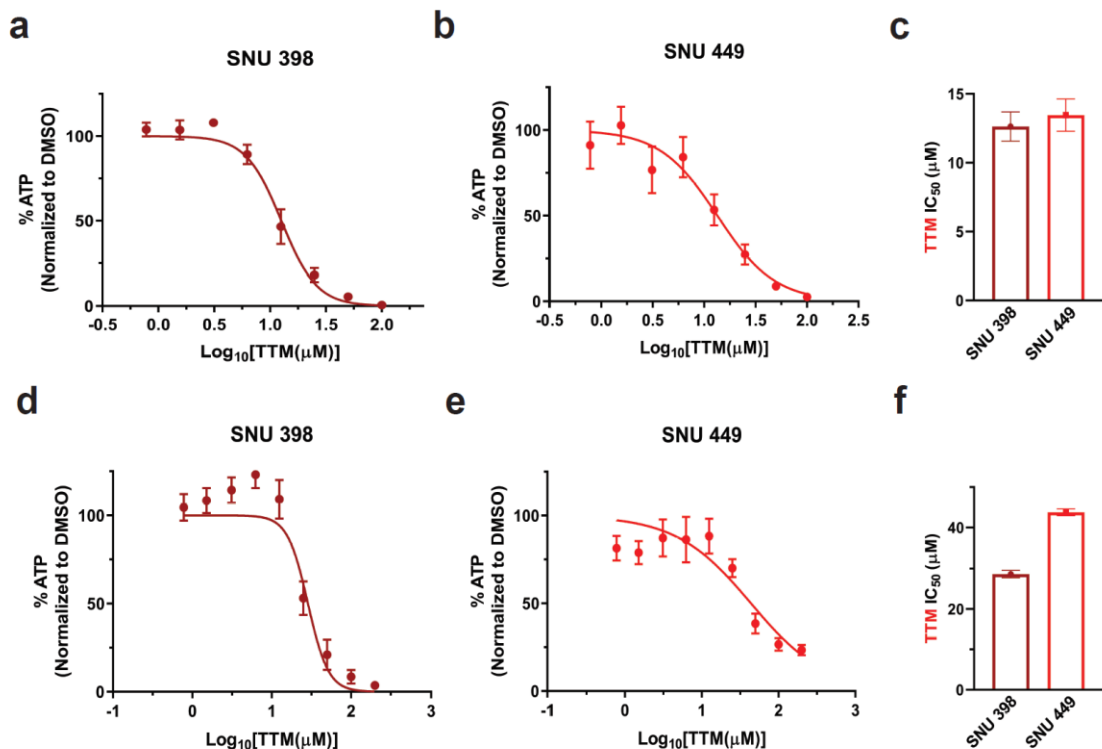 a
SNU 398
% ATP
(Normalized to DMSO)
100
50
0
-0.5 0.0 0.5 1.0 1.5 2.0
Log10[TTM(μM)]
b
SNU 449
% ATP
(Normalized to DMSO)
100
50
0
-0.5 0.0 0.5 1.0 1.5 2.0 2.5
Log10[TTM(μM)]
c
TTM IC50 (μM)
15
10
5
0
SNU 398
SNU 449
d
SNU 398
% ATP
(Normalized to DMSO)
100
50
0
-1 0 1 2 3
Log10[TTM(μM)]
e
SNU 449
% ATP
(Normalized to DMSO)
100
50
0
-1 0 1 2 3
Log10[TTM(μM)]
f
TTM IC50 (μM)
40
20
0
SNU 398
SNU 449